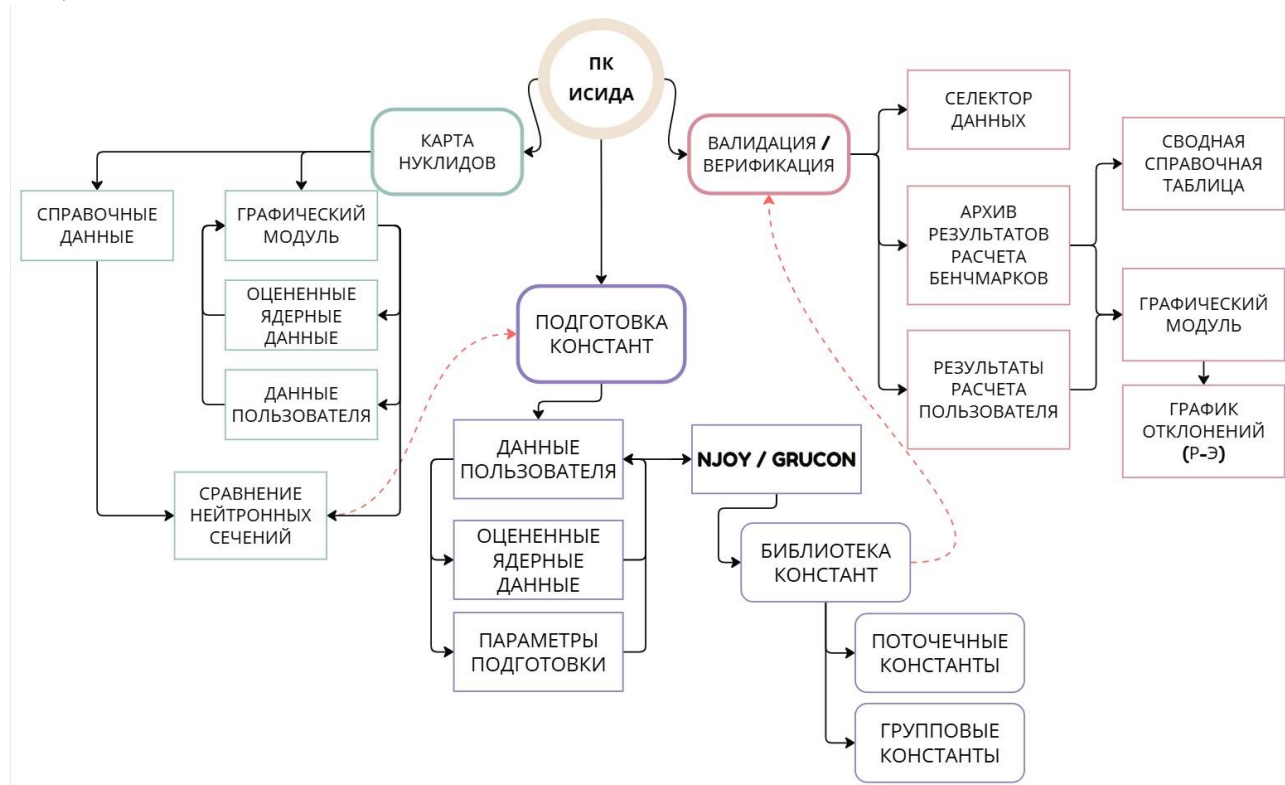 ПК
ИСИДА
КАРТА
НУКЛИДОВ
СПРАВОЧНЫЕ
ДАННЫЕ
ГРАФИЧЕСКИЙ
МОДУЛЬ
ОЦЕНЕННЫЕ
ЯДЕРНЫЕ
ДАННЫЕ
ДАННЫЕ
ПОЛЬЗОВАТЕЛЯ
СРАВНЕНИЕ
НЕЙТРОННЫХ
СЕЧЕНИЙ
ПОДГОТОВКА
КОНСТАНТ
ДАННЫЕ
ПОЛЬЗОВАТЕЛЯ
ОЦЕНЕННЫЕ
ЯДЕРНЫЕ
ДАННЫЕ
ПАРАМЕТРЫ
ПОДГОТОВКИ
NJOY / GRUCON
БИБЛИОТЕКА
КОНСТАНТ
ПОТОЧЕЧНЫЕ
КОНСТАНТЫ
ГРУППОВЫЕ
КОНСТАНТЫ
ВАЛИДАЦИЯ /
ВЕРИФИКАЦИЯ
СЕЛЕКТОР
ДАННЫХ
АРХИВ
РЕЗУЛЬТАТОВ
РАСЧЕТА
БЕНЧМАРКОВ
РЕЗУЛЬТАТЫ
РАСЧЕТА
ПОЛЬЗОВАТЕЛЯ
СВОДНАЯ
СПРАВОЧНАЯ
ТАБЛИЦА
ГРАФИЧЕСКИЙ
МОДУЛЬ
ГРАФИК
ОТКЛОНЕНИЙ
(Р-Э)